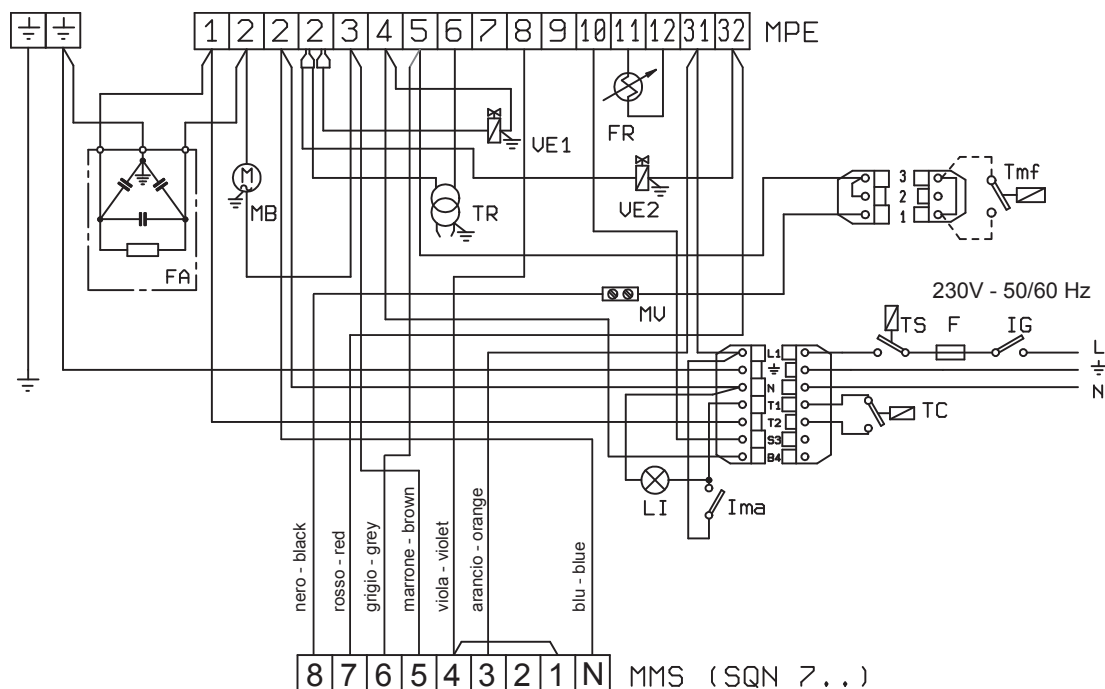 1 2 2 2 3 4 5 6 7 8 9 10 11 12 31 32 MPE
FR
VE1
VE2
MB
TR
FA
MV
3
2
1
Tmf
230V - 50/60 Hz
TS F IG
L
N
L1
N
T1
T2
S3
B4
TC
LI
Ima
nero - black
rosso - red
grigio - grey
marrone - brown
viola - violet
arancio - orange
blu - blue
M
8 7 6 5 4 3 2 1 N MMS (SQN 7..)